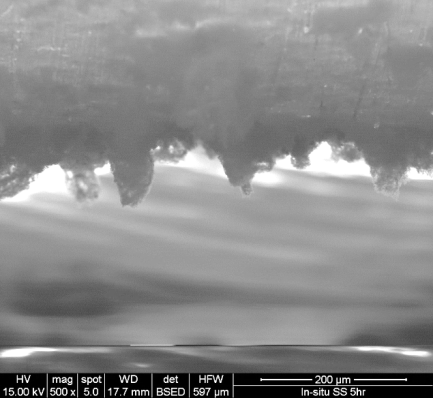 HV mag spot WD det HFW 200 µm
15.00 kV 500 x 5.0 17.7 mm BSED 597 µm In-situ SS 5hr